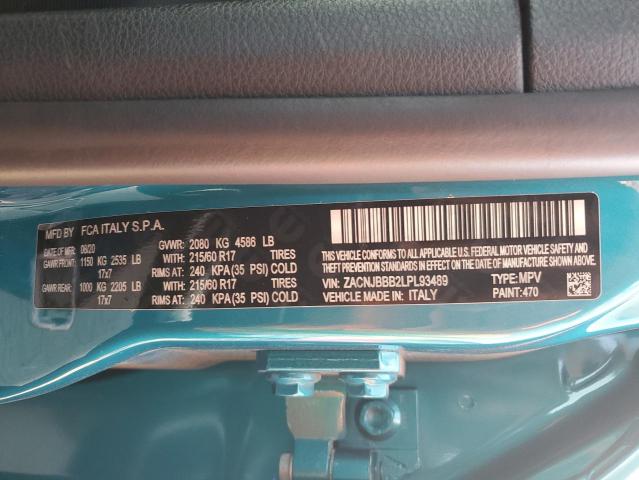 MFD BY FCA ITALY S.P.A.
DATE OF MFR 08/20 GVWR: 2080 KG 4586 LB
GAWR FRONT: 1150 KG 2535 LB WITH: 215/60 R17 TIRES
17x7 RIMS AT: 240 KPA(35 PSI) COLD
GAWR REAR: 1000 KG 2205 LB WITH: 215/60 R17 TIRES
17x7 RIMS AT: 240 KPA(35 PSI) COLD
THIS VEHICLE CONFORMS TO ALL APPLICABLE U.S. FEDERAL MOTOR VEHICLE SAFETY,
BUMPER, AND THEFT PREVENTION STANDARDS IN EFFECT ON THE
DATE OF MANUFACTURE SHOWN ABOVE.
VIN: ZACNJBBB2LPL93489 TYPE: MPV
VEHICLE MADE IN: ITALY PAINT: 470